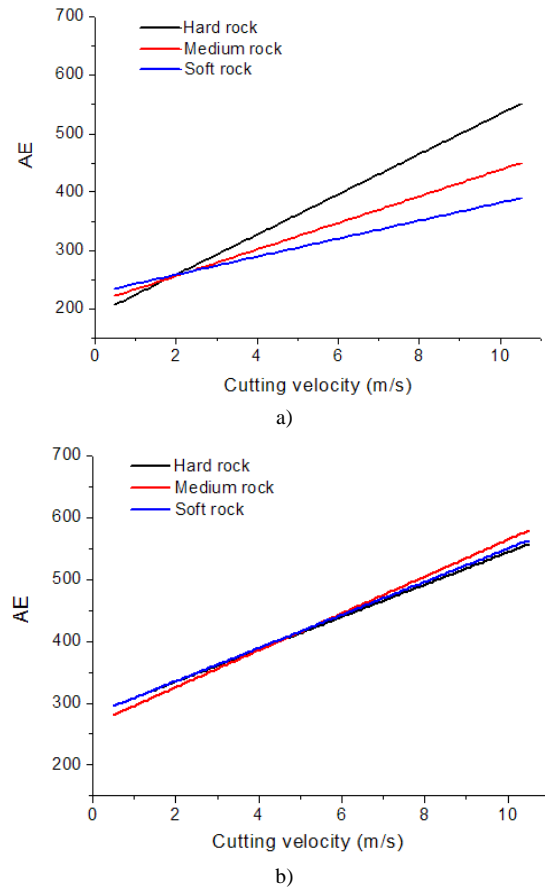 700
600
500
400
300
200
AE
Hard rock
Medium rock
Soft rock
0 2 4 6 8 10
Cutting velocity (m/s)
a)
700
600
500
400
300
200
AE
Hard rock
Medium rock
Soft rock
0 2 4 6 8 10
Cutting velocity (m/s)
b)